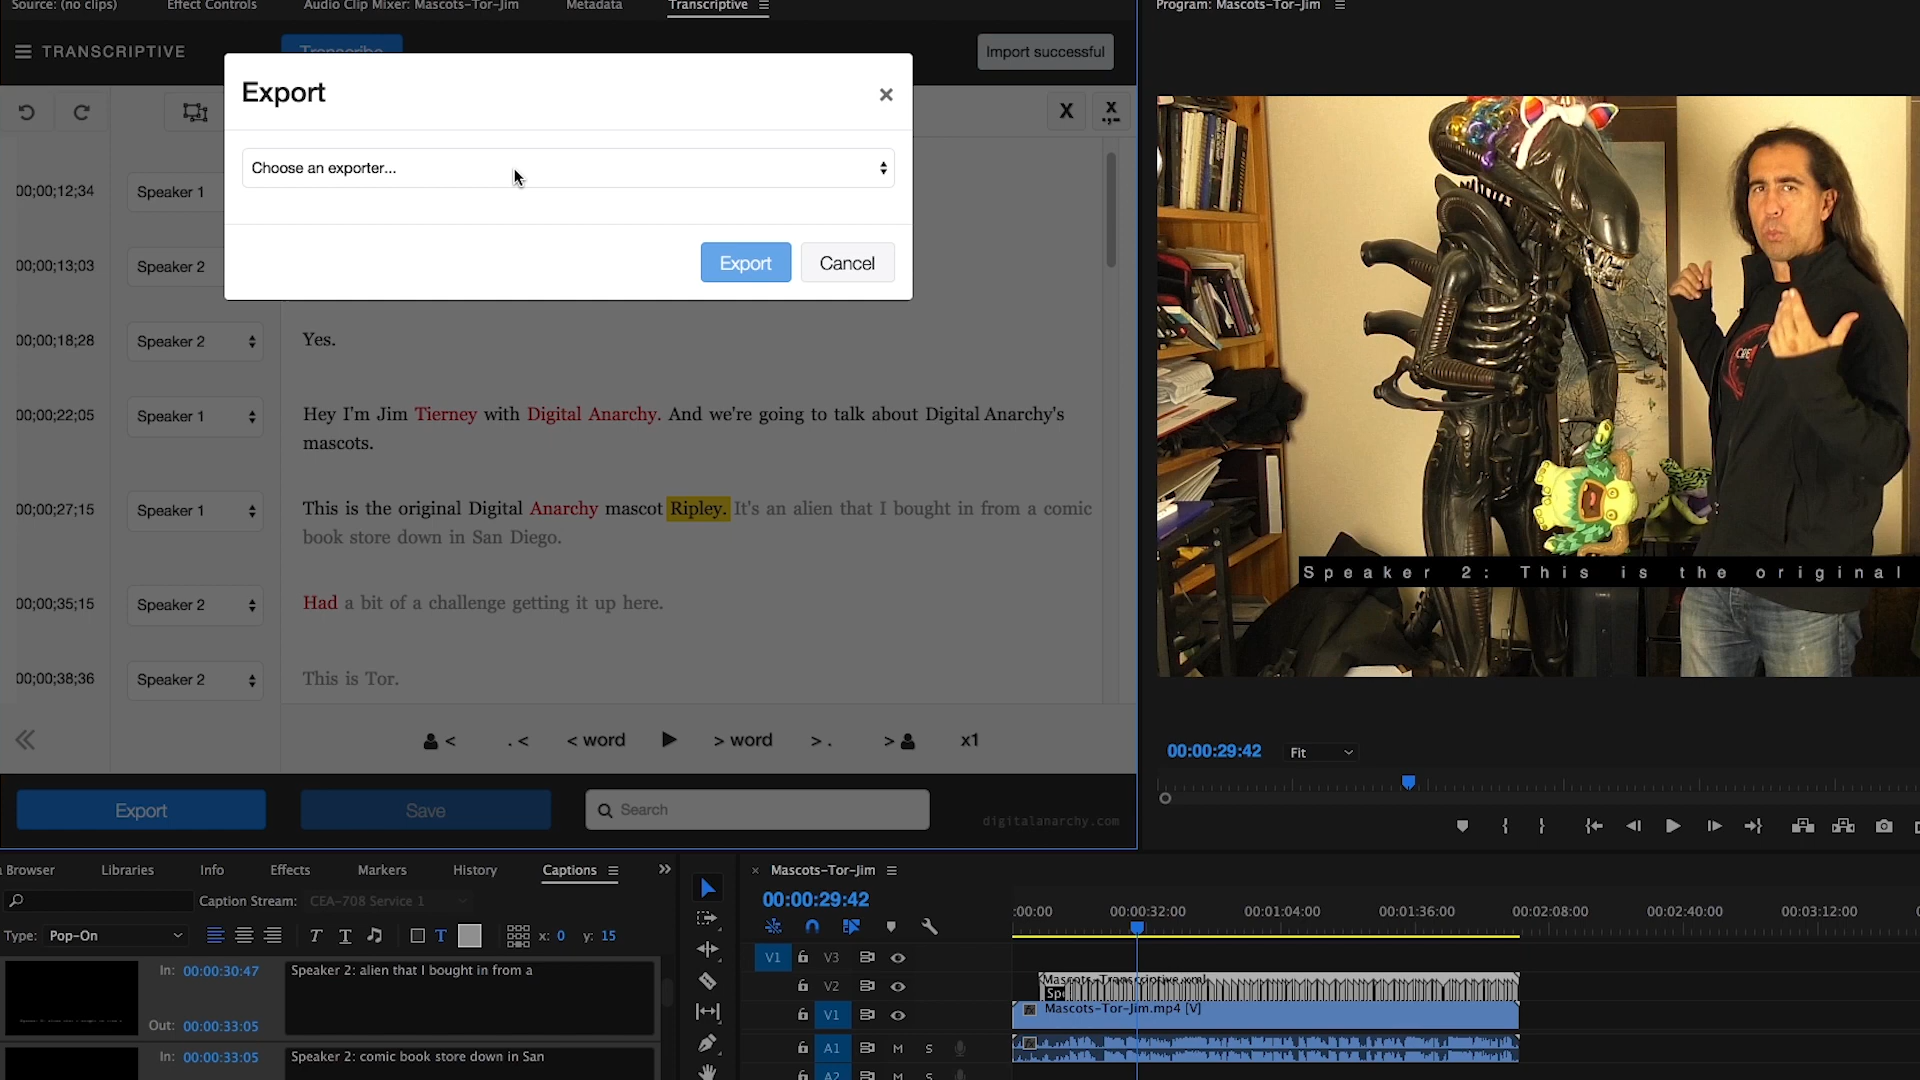 Source: (no clips)
Effect Controls
Audio Clip Mixer: Mascots-Tor-Jim
Metadata
Transcriptive
Program: Mascots-Tor-Jim
TRANSCRIPTIVE
Transcribe
Import successful
Export
×
Choose an exporter...
Export
Cancel
X
X
00;00;12;34
Speaker 1
00;00;13;03
Speaker 2
00;00;18;28
Speaker 2
Yes.
00;00;22;05
Speaker 1
Hey I'm Jim Tierney with Digital Anarchy. And we're going to talk about Digital Anarchy's
mascots.
00;00;27;15
Speaker 1
This is the original Digital Anarchy mascot Ripley. It's an alien that I bought in from a comic
book store down in San Diego.
00;00;35;15
Speaker 2
Had a bit of a challenge getting it up here.
00;00;38;36
Speaker 2
This is Tor.
<
. <
< word
> word
> .
>
x1
Export
Save
Search
digitalanarchy.com
Speaker 2: This is the original
00:00:29:42
Fit
Browser
Libraries
Info
Effects
Markers
History
Captions
Caption Stream: CEA-708 Service 1
Type: Pop-On
T
T
T
x: 0
y: 15
In: 00:00:30:47
Speaker 2: alien that I bought in from a
Out: 00:00:33:05
In: 00:00:33:05
Speaker 2: comic book store down in San
× Mascots-Tor-Jim
00:00:29:42
:00:00
00:00:32:00
00:01:04:00
00:01:36:00
00:02:08:00
00:02:40:00
00:03:12:00
V1
V3
V2
Mascots-Transcriptive.xml
Spe
V1
Mascots-Tor-Jim.mp4 [V]
A1
M
S
A2
M
S